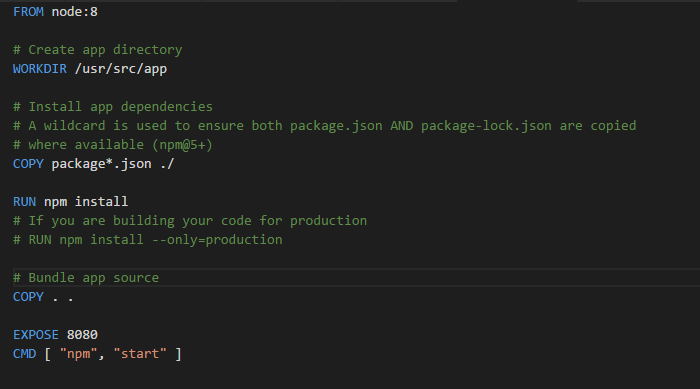 FROM node:8
# Create app directory
WORKDIR /usr/src/app
# Install app dependencies
# A wildcard is used to ensure both package.json AND package-lock.json are copied
# where available (npm@5+)
COPY package*.json ./
RUN npm install
# If you are building your code for production
# RUN npm install --only=production
# Bundle app source
COPY . .
EXPOSE 8080
CMD [ "npm", "start" ]